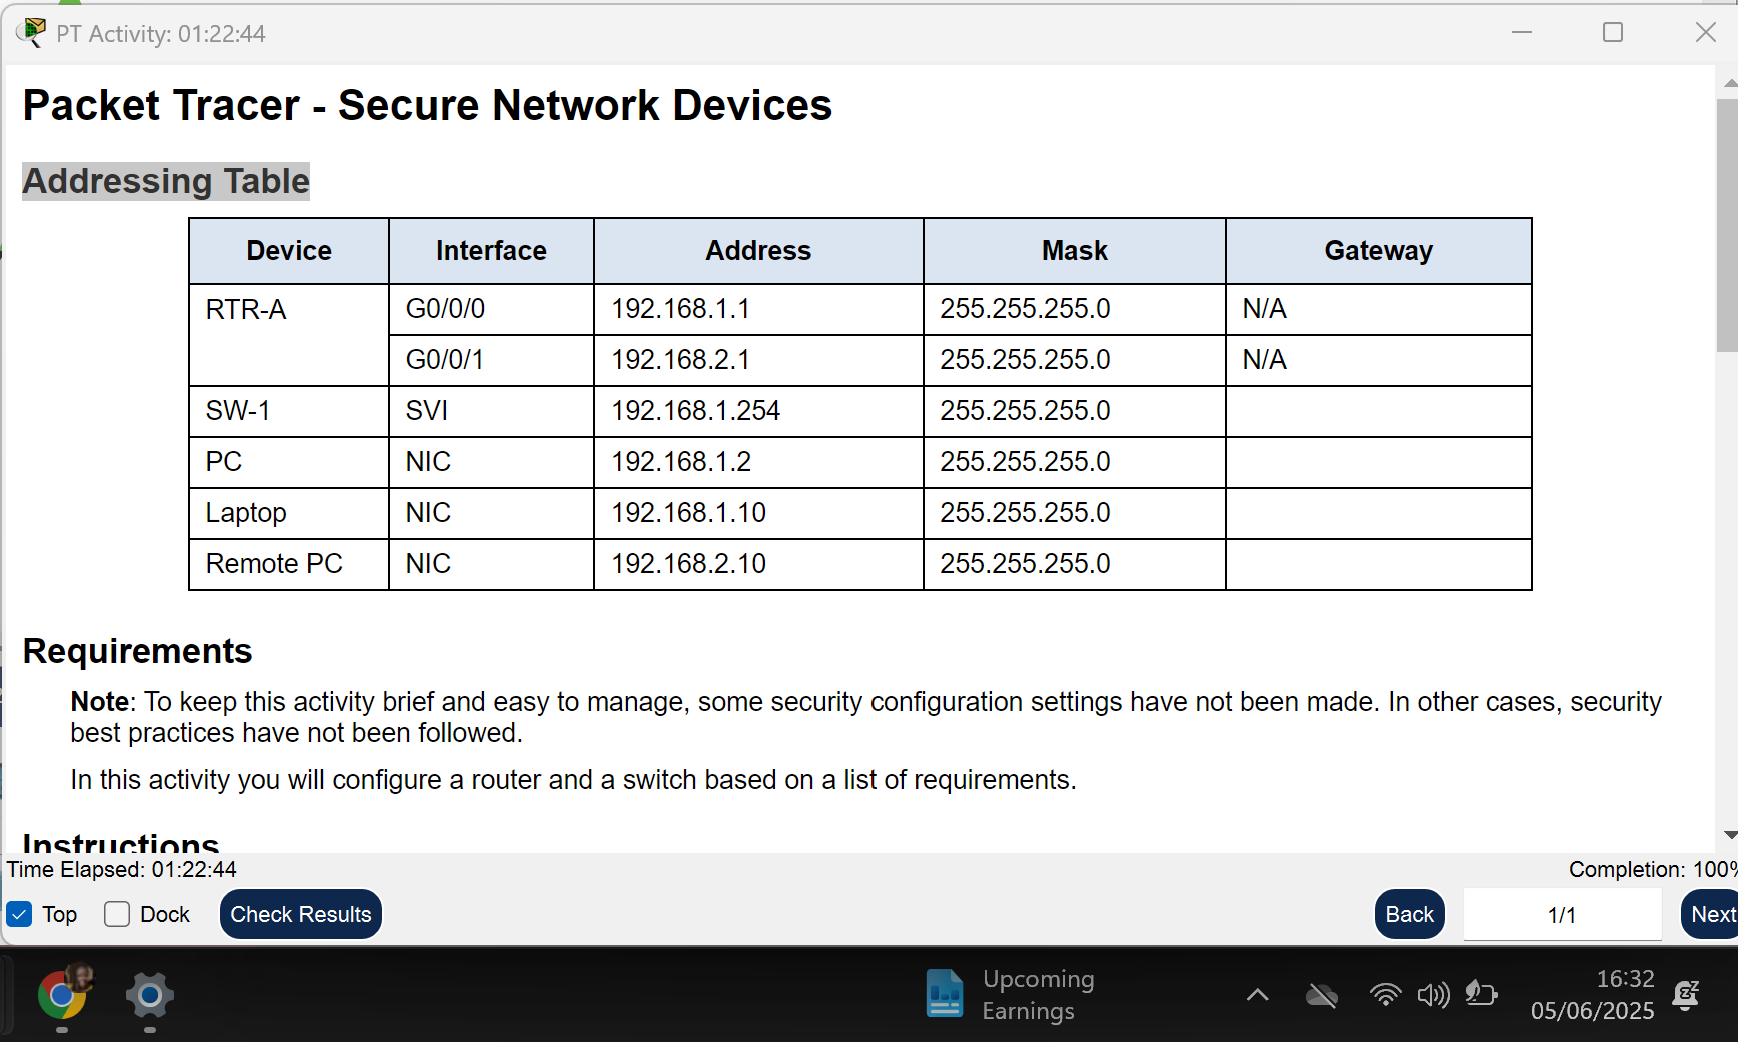 PT Activity: 01:22:44
Packet Tracer - Secure Network Devices
Addressing Table
Device Interface Address Mask Gateway
RTR-A G0/0/0 192.168.1.1 255.255.255.0 N/A
G0/0/1 192.168.2.1 255.255.255.0 N/A
SW-1 SVI 192.168.1.254 255.255.255.0
PC NIC 192.168.1.2 255.255.255.0
Laptop NIC 192.168.1.10 255.255.255.0
Remote PC NIC 192.168.2.10 255.255.255.0
Requirements
Note: To keep this activity brief and easy to manage, some security configuration settings have not been made. In other cases, security
best practices have not been followed.
In this activity you will configure a router and a switch based on a list of requirements.
Instructions
Time Elapsed: 01:22:44 Completion: 100%
Top Dock Check Results Back 1/1 Next
Upcoming
Earnings
16:32
05/06/2025